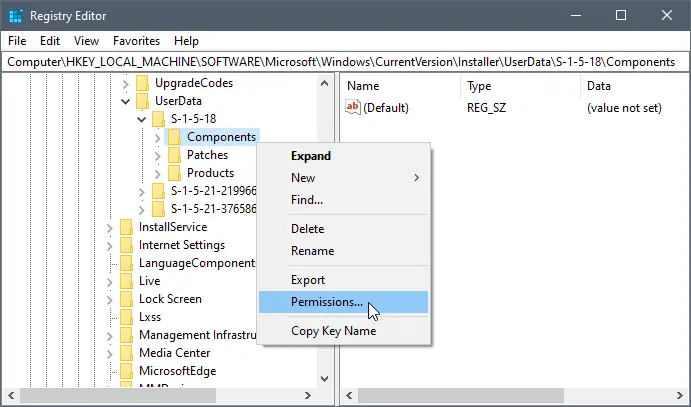 Registry Editor
File Edit View Favorites Help
Computer\HKEY_LOCAL_MACHINE\SOFTWARE\Microsoft\Windows\CurrentVersion\Installer\UserData\S-1-5-18\Components
UpgradeCodes
UserData
S-1-5-18
Components
Patches
Products
S-1-5-21-219966
S-1-5-21-376586
InstallService
Internet Settings
LanguageComponent
Live
Lock Screen
Lxss
Management Infrastru
Media Center
MicrosoftEdge
Name Type Data
ab (Default) REG_SZ (value not set)
Expand
New
Find...
Delete
Rename
Export
Permissions...
Copy Key Name